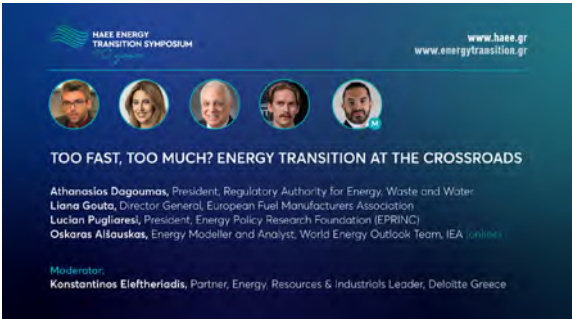 HAEE ENERGY
TRANSITION SYMPOSIUM
10 years
www.haee.gr
www.energytransition.gr
M
TOO FAST, TOO MUCH? ENERGY TRANSITION AT THE CROSSROADS
Athanasios Dagoumas, President, Regulatory Authority for Energy, Waste and Water
Liana Gouta, Director General, European Fuel Manufacturers Association
Lucian Pugliaresi, President, Energy Policy Research Foundation (EPRINC)
Oskaras Alšauskas, Energy Modeller and Analyst, World Energy Outlook Team, IEA (online)
Moderator:
Konstantinos Eleftheriadis, Partner, Energy, Resources & Industrials Leader, Deloitte Greece